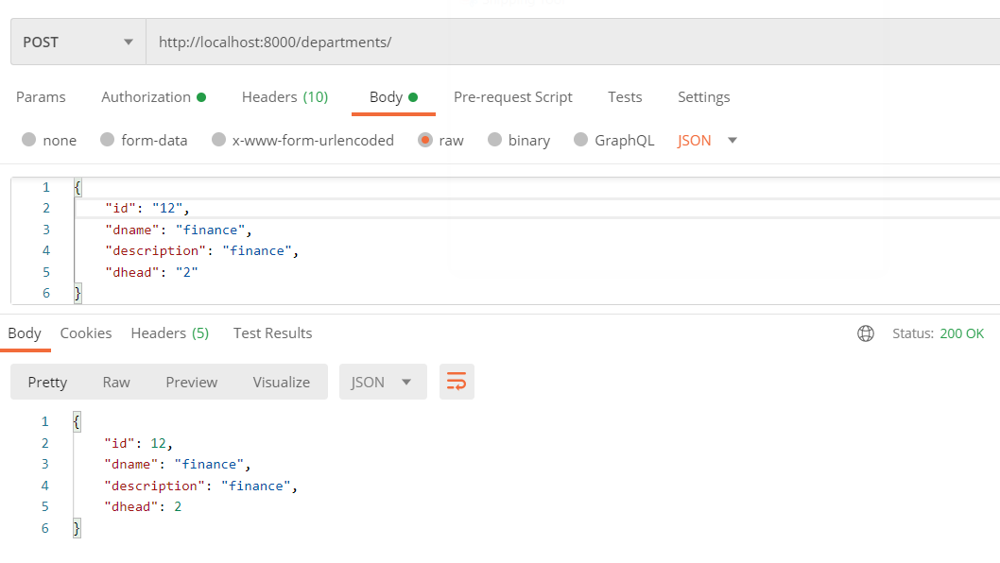 POST http://localhost:8000/departments/
Params Authorization Headers (10) Body Pre-request Script Tests Settings
none form-data x-www-form-urlencoded raw binary GraphQL JSON
1 {
2 "id": "12",
3 "dname": "finance",
4 "description": "finance",
5 "dhead": "2"
6 }
Body Cookies Headers (5) Test Results Status: 200 OK
Pretty Raw Preview Visualize JSON
1 {
2 "id": 12,
3 "dname": "finance",
4 "description": "finance",
5 "dhead": 2
6 }